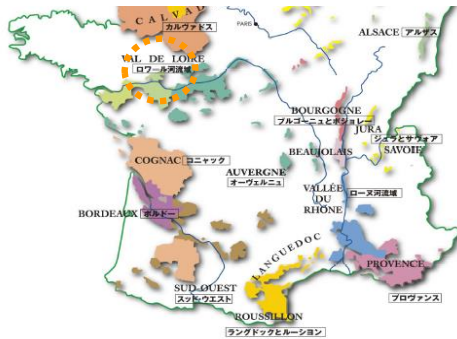 CALVAD
カルヴァドス
PARIS
ALSACE アルザス
VAL DE LOIRE
ロワール河流域
BOURGOGNE
ブルゴーニュとボジョレー
JURA
ジュラとサヴォア
SAVOIE
BEAUJOLAIS
COGNAC コニャック
AUVERGNE
オーヴェルニュ
VALLÉE
DU
RHÔNE
ローヌ河流域
BORDEAUX ボルドー
LANGUEDOC
PROVENCE
プロヴァンス
SUD OUEST
スッド・ウエスト
ROUSSILLON
ラングドックとルーション